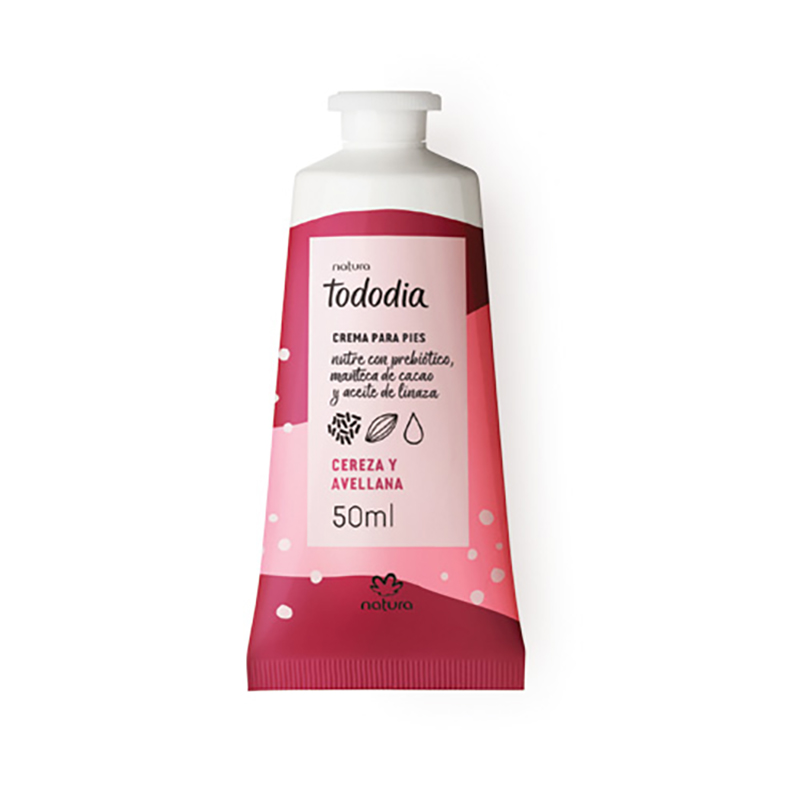 natura
tododia
CREMA PARA PIES
nutre con prebiótico,
manteca de cacao
y aceite de linaza
CEREZA Y
AVELLANA
50ml
natura